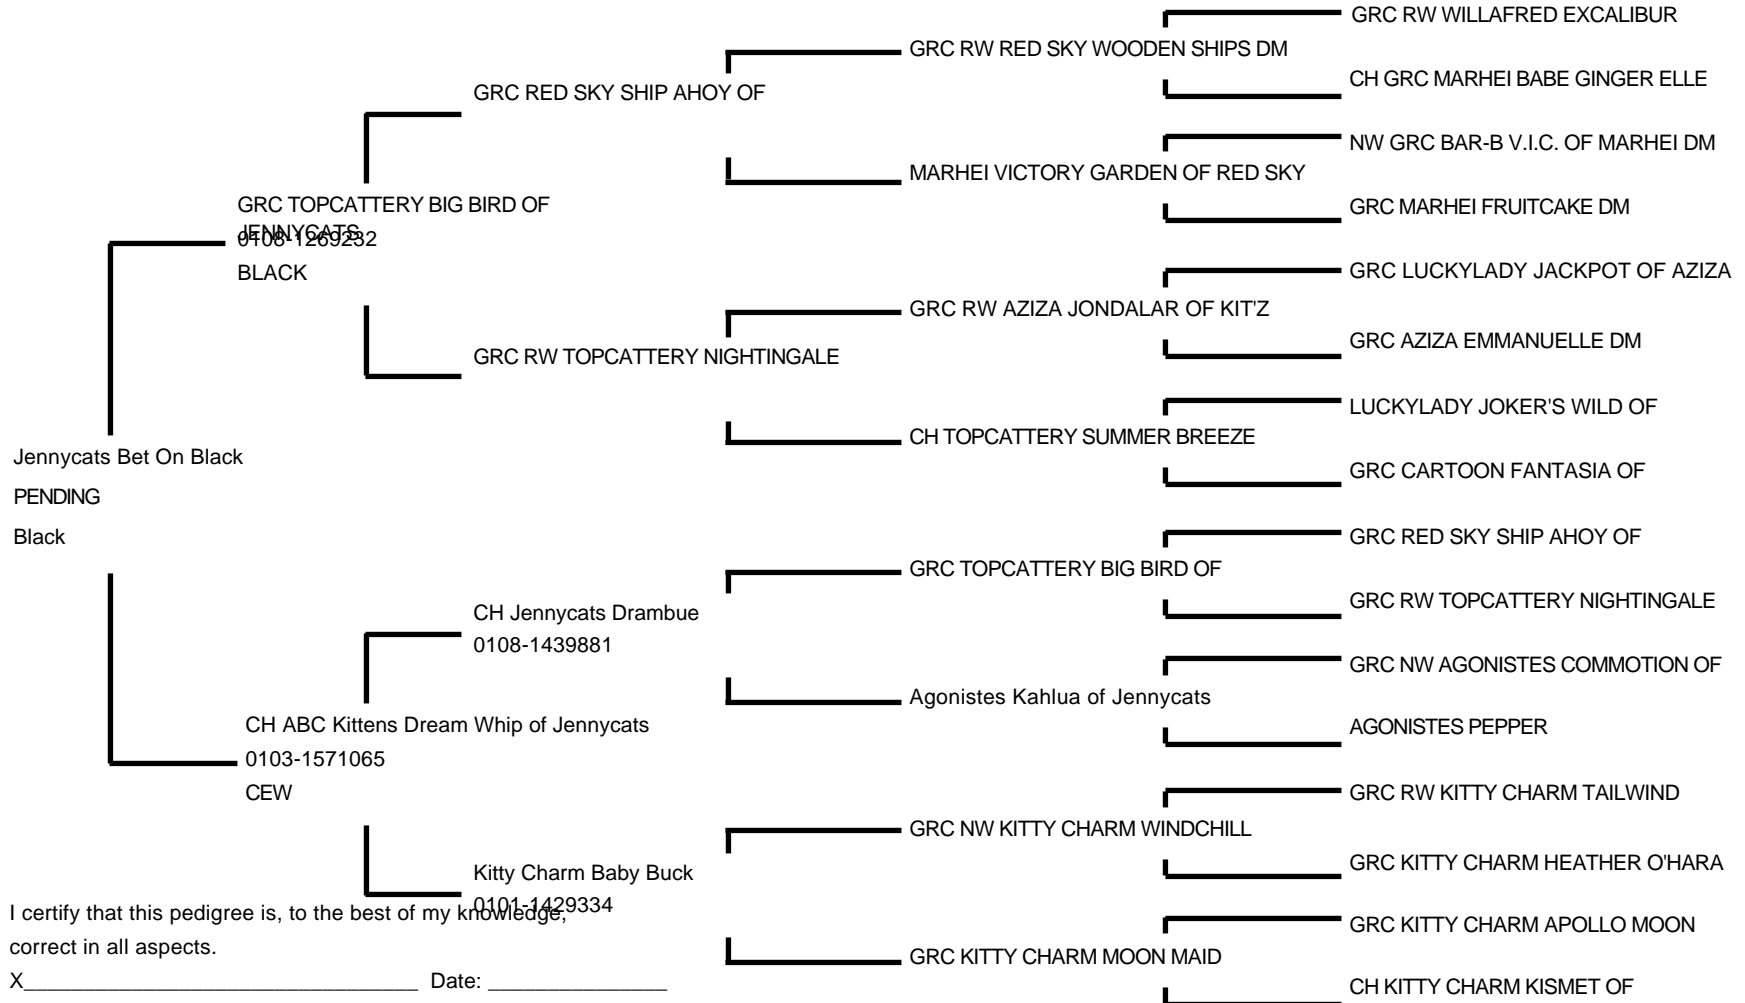 GRC RW WILLAFRED EXCALIBUR
GRC RW RED SKY WOODEN SHIPS DM
CH GRC MARHEI BABE GINGER ELLE
GRC RED SKY SHIP AHOY OF
NW GRC BAR-B V.I.C. OF MARHEI DM
MARHEI VICTORY GARDEN OF RED SKY
GRC MARHEI FRUITCAKE DM
GRC TOPCATTERY BIG BIRD OF
JENNYCATS
0108-1269232
BLACK
GRC LUCKYLADY JACKPOT OF AZIZA
GRC RW AZIZA JONDALAR OF KIT'Z
GRC AZIZA EMMANUELLE DM
GRC RW TOPCATTERY NIGHTINGALE
LUCKYLADY JOKER'S WILD OF
CH TOPCATTERY SUMMER BREEZE
GRC CARTOON FANTASIA OF
Jennycats Bet On Black
PENDING
Black
GRC RED SKY SHIP AHOY OF
GRC TOPCATTERY BIG BIRD OF
GRC RW TOPCATTERY NIGHTINGALE
CH Jennycats Drambue
0108-1439881
GRC NW AGONISTES COMMOTION OF
Agonistes Kahlua of Jennycats
AGONISTES PEPPER
CH ABC Kittens Dream Whip of Jennycats
0103-1571065
CEW
GRC RW KITTY CHARM TAILWIND
GRC NW KITTY CHARM WINDCHILL
GRC KITTY CHARM HEATHER O'HARA
Kitty Charm Baby Buck
0101-1429334
GRC KITTY CHARM APOLLO MOON
GRC KITTY CHARM MOON MAID
CH KITTY CHARM KISMET OF
I certify that this pedigree is, to the best of my knowledge,
correct in all aspects.
X_________________________________ Date: _______________